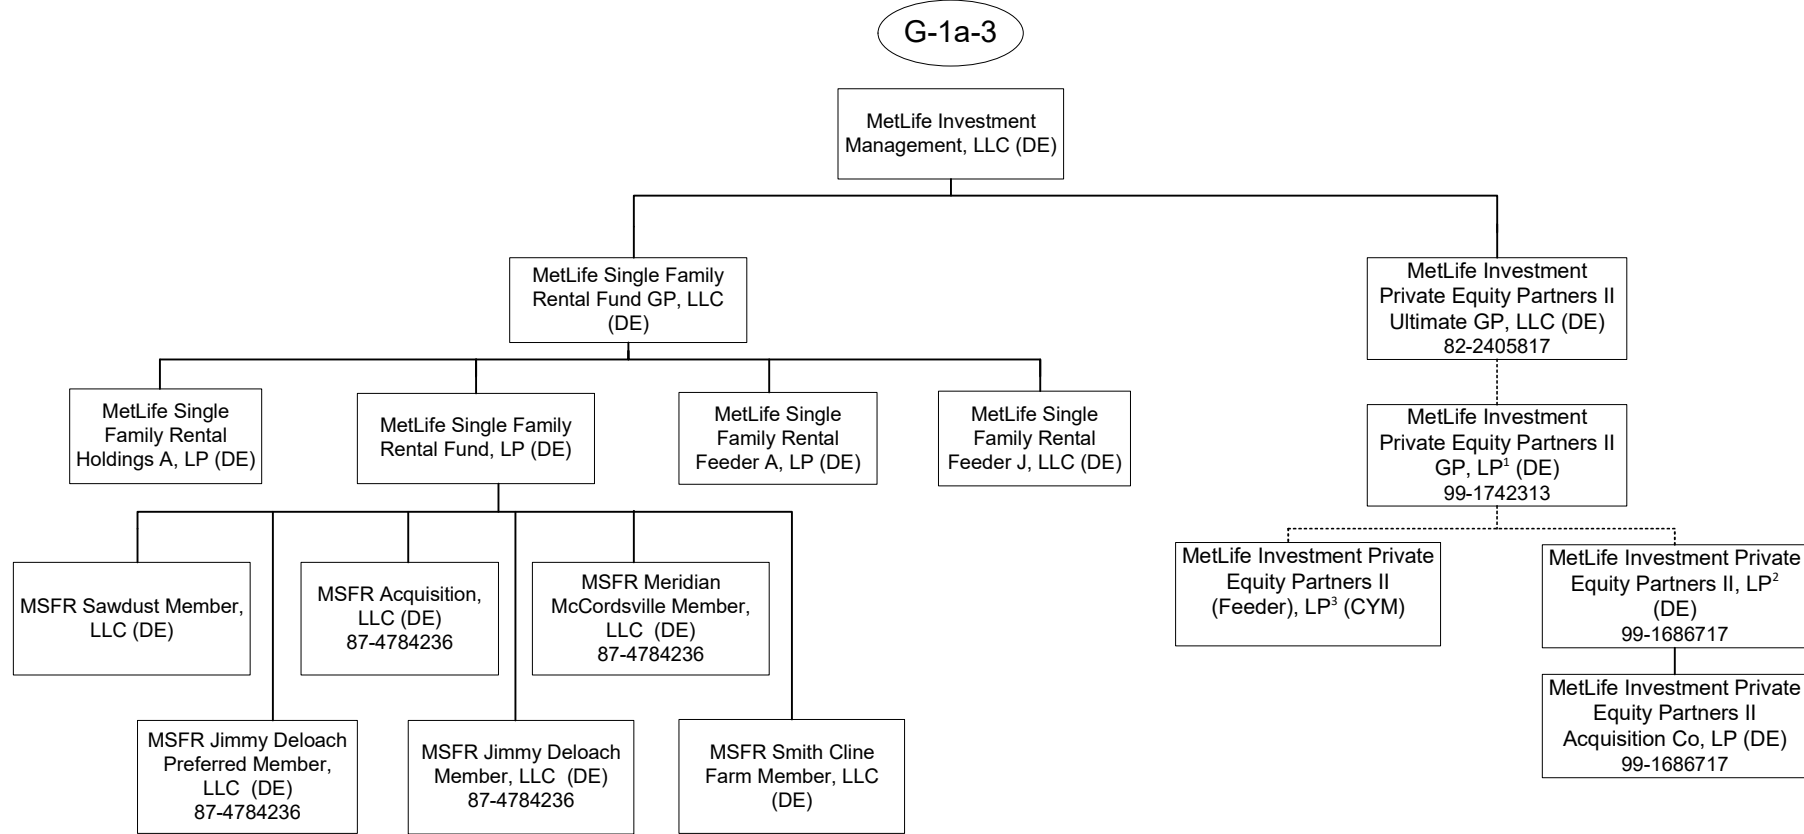 G-1a-3
MetLife Investment
Management, LLC (DE)
MetLife Single Family
Rental Fund GP, LLC
(DE)
MetLife Investment
Private Equity Partners II
Ultimate GP, LLC (DE)
82-2405817
MetLife Single
Family Rental
Holdings A, LP (DE)
MetLife Single Family
Rental Fund, LP (DE)
MetLife Single
Family Rental
Feeder A, LP (DE)
MetLife Single
Family Rental
Feeder J, LLC (DE)
MetLife Investment
Private Equity Partners II
GP, LP¹ (DE)
99-1742313
MSFR Sawdust Member,
LLC (DE)
MSFR Acquisition,
LLC (DE)
87-4784236
MSFR Meridian
McCordsville Member,
LLC (DE)
87-4784236
MetLife Investment Private
Equity Partners II
(Feeder), LP³ (CYM)
MetLife Investment Private
Equity Partners II, LP²
(DE)
99-1686717
MSFR Jimmy Deloach
Preferred Member,
LLC (DE)
87-4784236
MSFR Jimmy Deloach
Member, LLC (DE)
87-4784236
MSFR Smith Cline
Farm Member, LLC
(DE)
MetLife Investment Private
Equity Partners II
Acquisition Co, LP (DE)
99-1686717